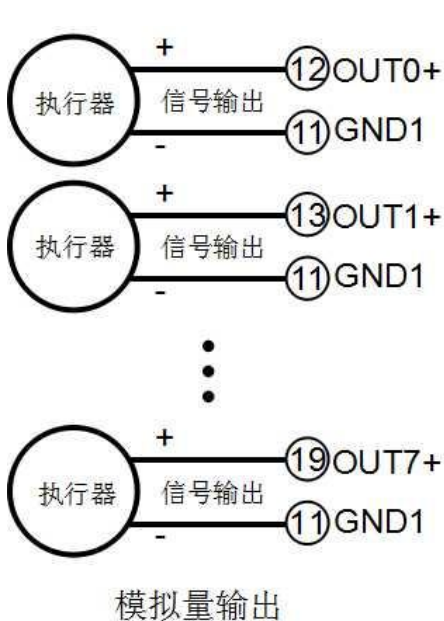 +
执行器 信号输出 12 OUT0+
- 11 GND1
+
执行器 信号输出 13 OUT1+
- 11 GND1
+
执行器 信号输出 19 OUT7+
- 11 GND1
模拟量输出